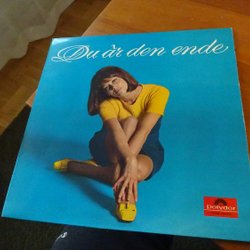 Du är den ende
Polydor